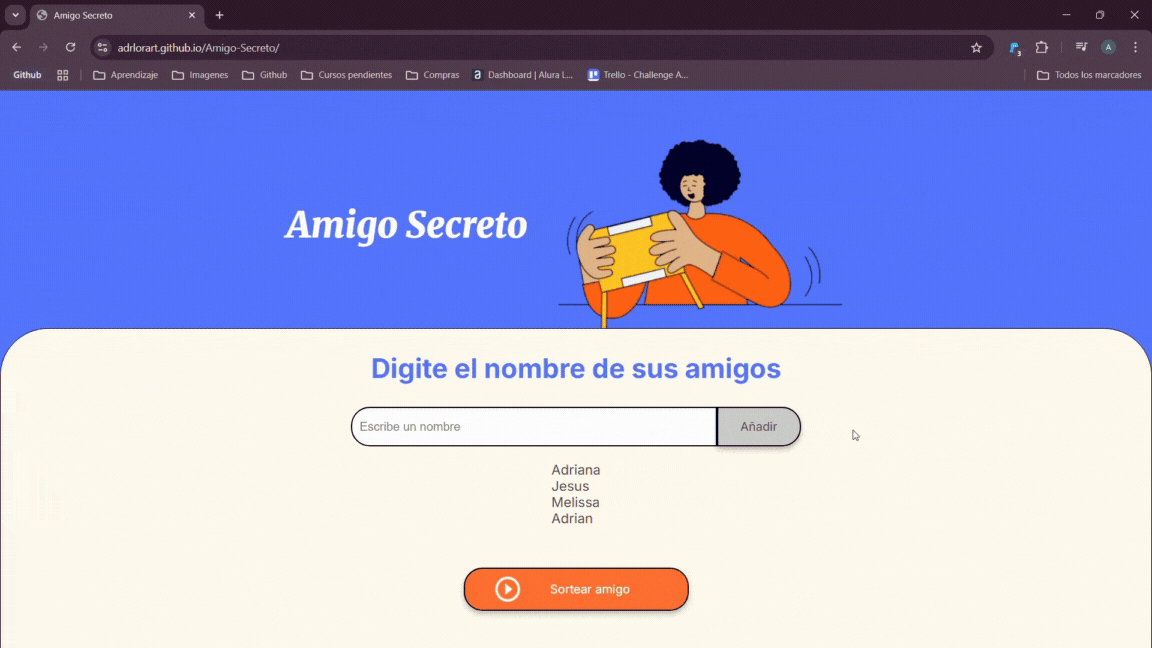 Amigo Secreto
adrlorart.github.io/Amigo-Secreto/
3
A
Github
Aprendizaje
Imagenes
Github
Cursos pendientes
Compras
a Dashboard | Alura L...
Trello - Challenge A...
Todos los marcadores
Amigo Secreto
Digite el nombre de sus amigos
Escribe un nombre
Añadir
Adriana
Jesus
Melissa
Adrian
Sortear amigo